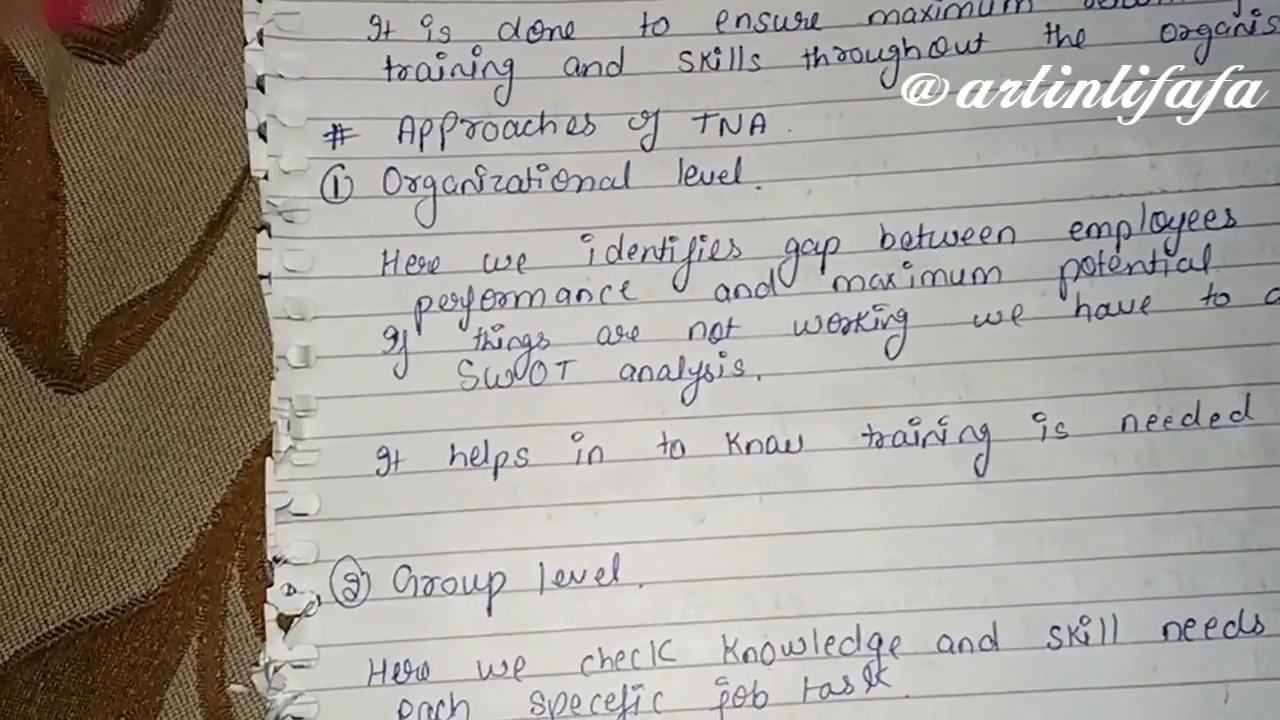 It is done to ensure maximum
training and skills throughout the organis
@artinlifafa
# Approaches of TNA.
① Organizational level.
Here we identifies gap between employees
performance and maximum potential
If things are not working we have to
SWOT analysis.
It helps in to know training is needed
② Group level.
Here we check knowledge and skill needs
each specefic job task